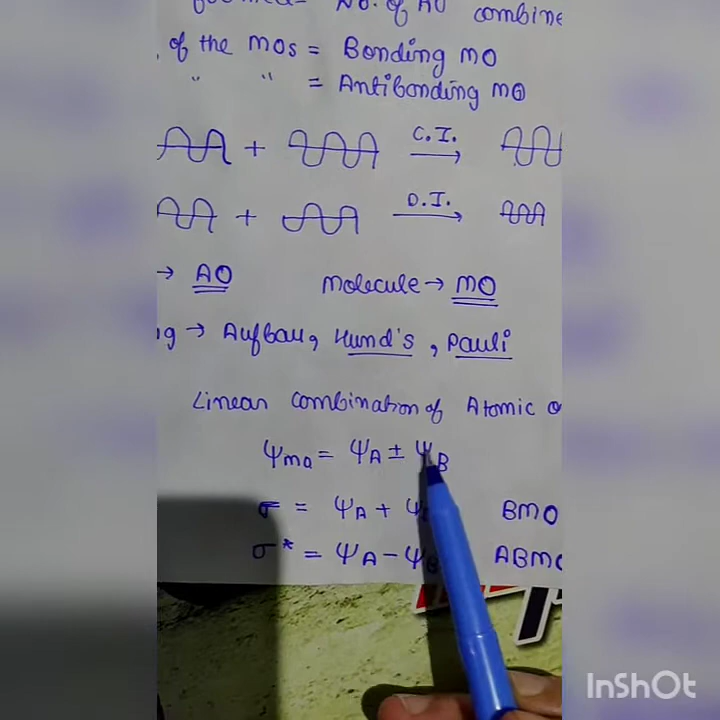 No. of AO combine
of the MOs = Bonding MO
" " = Antibonding MO
+ C.I.
+ D.I.
→ AO Molecule → MO
→ Aufbau, Hund's, Pauli
Linear combination of Atomic
Ψmo = ΨA ± ΨB
σ = ΨA + Ψ BMO
σ* = ΨA - ΨB ABMO
InShOt